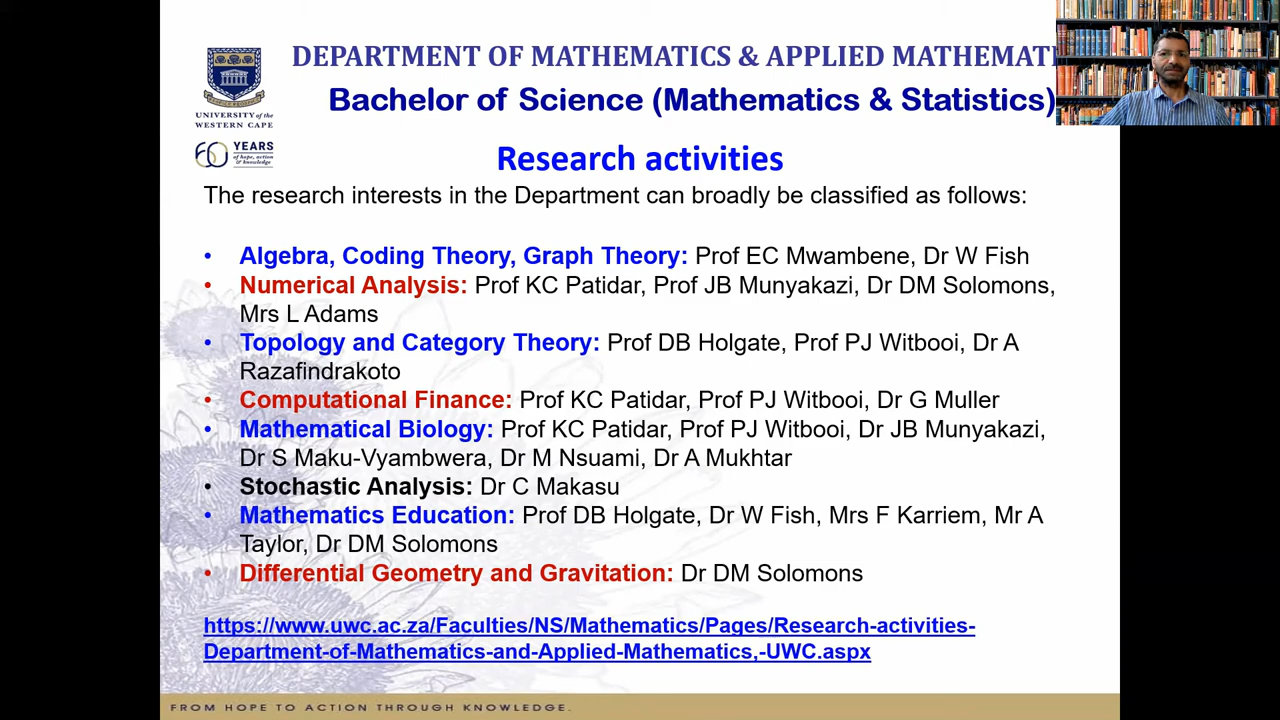 DEPARTMENT OF MATHEMATICS & APPLIED MATHEMATI
Bachelor of Science (Mathematics & Statistics)
UNIVERSITY of the
WESTERN CAPE
60 YEARS
of hope, action
& knowledge
Research activities
The research interests in the Department can broadly be classified as follows:
• Algebra, Coding Theory, Graph Theory: Prof EC Mwambene, Dr W Fish
• Numerical Analysis: Prof KC Patidar, Prof JB Munyakazi, Dr DM Solomons,
Mrs L Adams
• Topology and Category Theory: Prof DB Holgate, Prof PJ Witbooi, Dr A
Razafindrakoto
• Computational Finance: Prof KC Patidar, Prof PJ Witbooi, Dr G Muller
• Mathematical Biology: Prof KC Patidar, Prof PJ Witbooi, Dr JB Munyakazi,
Dr S Maku-Vyambwera, Dr M Nsuami, Dr A Mukhtar
• Stochastic Analysis: Dr C Makasu
• Mathematics Education: Prof DB Holgate, Dr W Fish, Mrs F Karriem, Mr A
Taylor, Dr DM Solomons
• Differential Geometry and Gravitation: Dr DM Solomons
https://www.uwc.ac.za/Faculties/NS/Mathematics/Pages/Research-activities-
Department-of-Mathematics-and-Applied-Mathematics,-UWC.aspx
FROM HOPE TO ACTION THROUGH KNOWLEDGE.